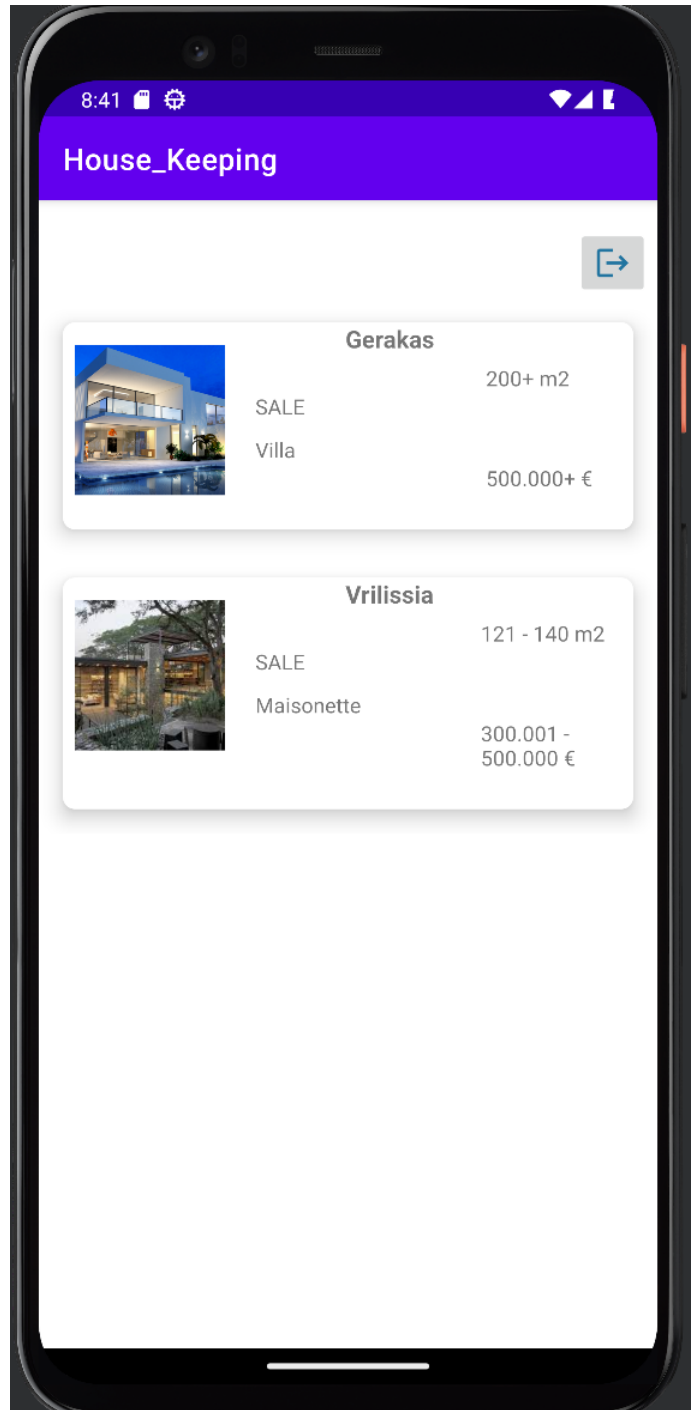 8:41
House_Keeping
Gerakas
200+ m2
SALE
Villa
500.000+ €
Vrilissia
121 - 140 m2
SALE
Maisonette
300.001 -
500.000 €